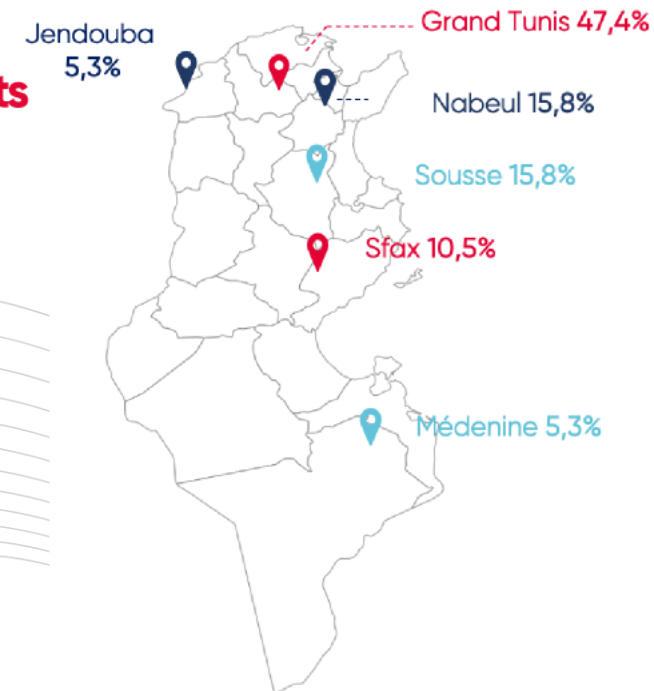 Jendouba
5,3%
ts
Grand Tunis 47,4%
Nabeul 15,8%
Sousse 15,8%
Sfax 10,5%
Médenine 5,3%